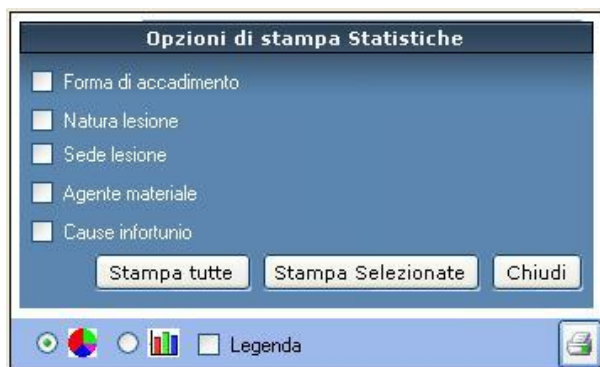 Opzioni di stampa Statistiche
Forma di accadimento
Natura lesione
Sede lesione
Agente materiale
Cause infortunio
Stampa tutte Stampa Selezionate Chiudi
Legenda